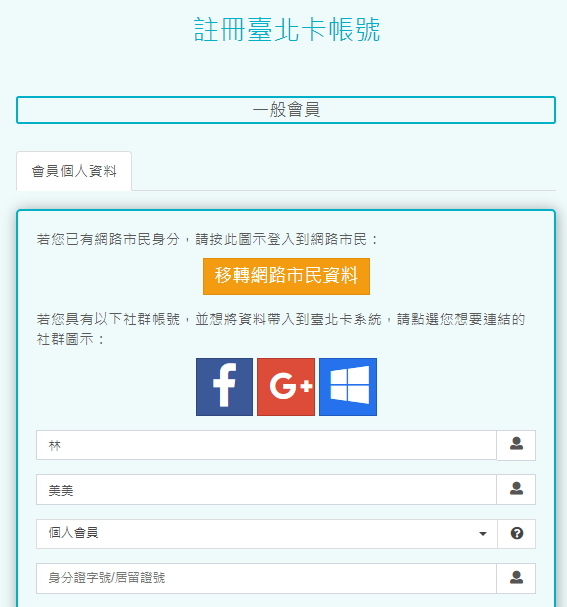 註冊臺北卡帳號
一般會員
會員個人資料
若您已有網路市民身分，請按此圖示登入到網路市民：
移轉網路市民資料
若您具有以下社群帳號，並想將資料帶入到臺北卡系統，請點選您想要連結的
社群圖示：
f G+
林
美美
個人會員
身分證字號/居留證號